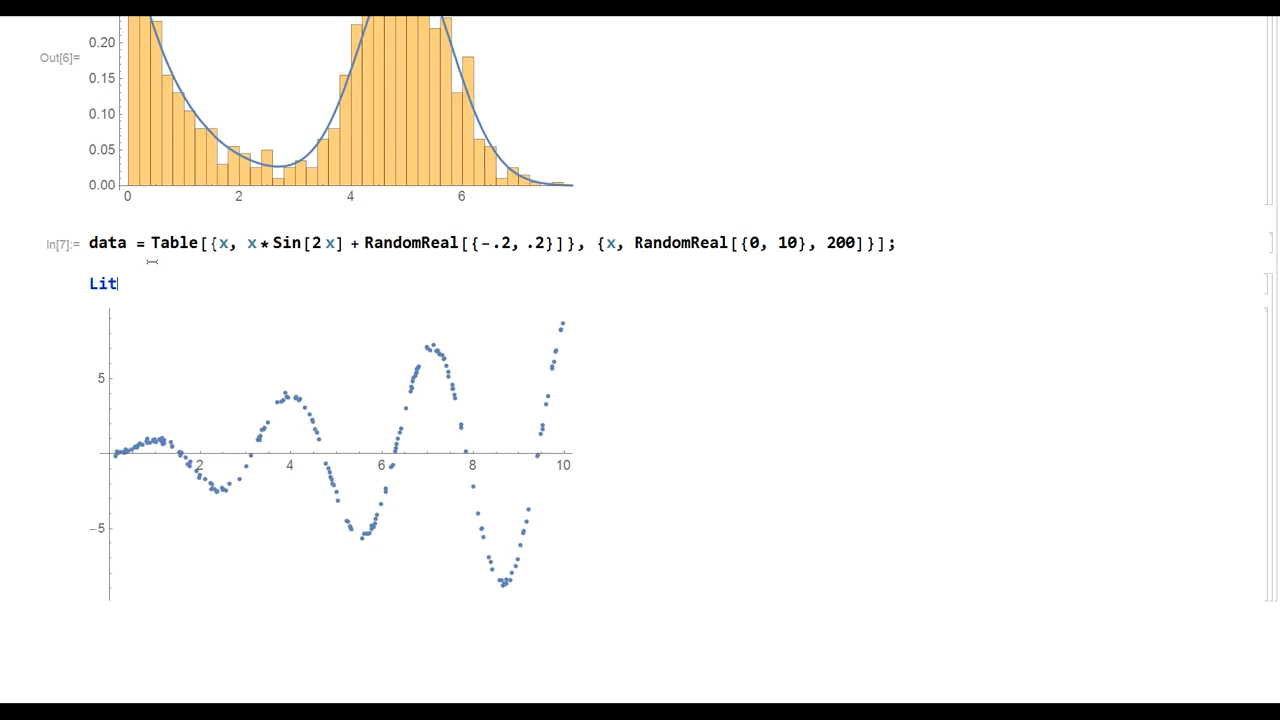 0.20
Out[6]=
0.15
0.10
0.05
0.00
0 2 4 6
In[7]:= data = Table[{x, x*Sin[2 x] + RandomReal[{-.2, .2}]}, {x, RandomReal[{0, 10}, 200]}];
Lit
5
2 4 6 8 10
-5